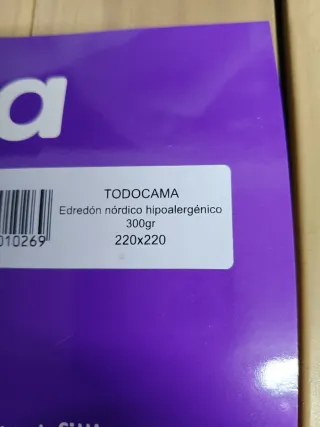 a
TODOCAMA
Edredón nórdico hipoalergénico
300gr
010269
220x220